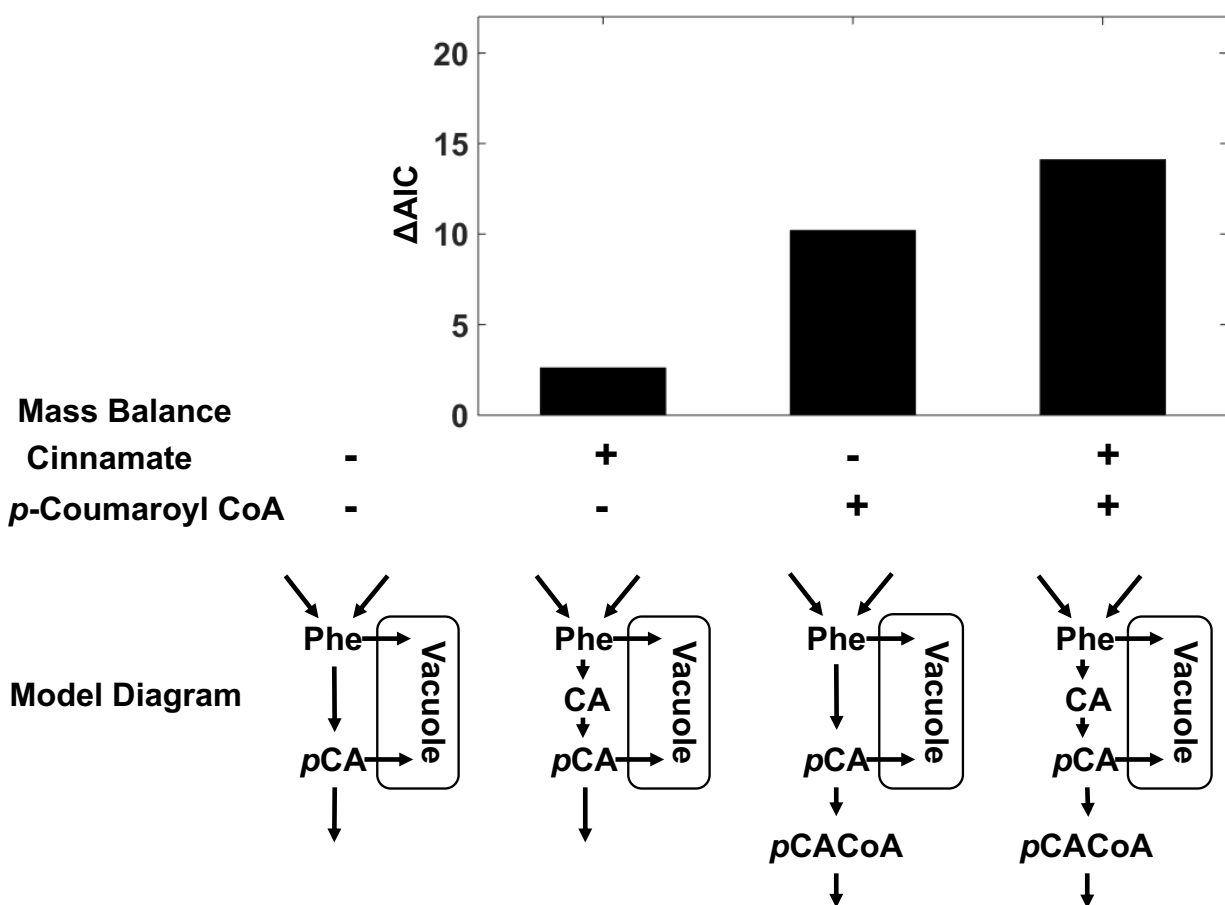 20
15
10
5
0
ΔAIC
Mass Balance
Cinnamate - + - +
p-Coumaroyl CoA - - + +
Model Diagram
Phe
pCA
Vacuole
Phe
CA
pCA
Vacuole
Phe
pCA
pCACoA
Vacuole
Phe
CA
pCA
pCACoA
Vacuole